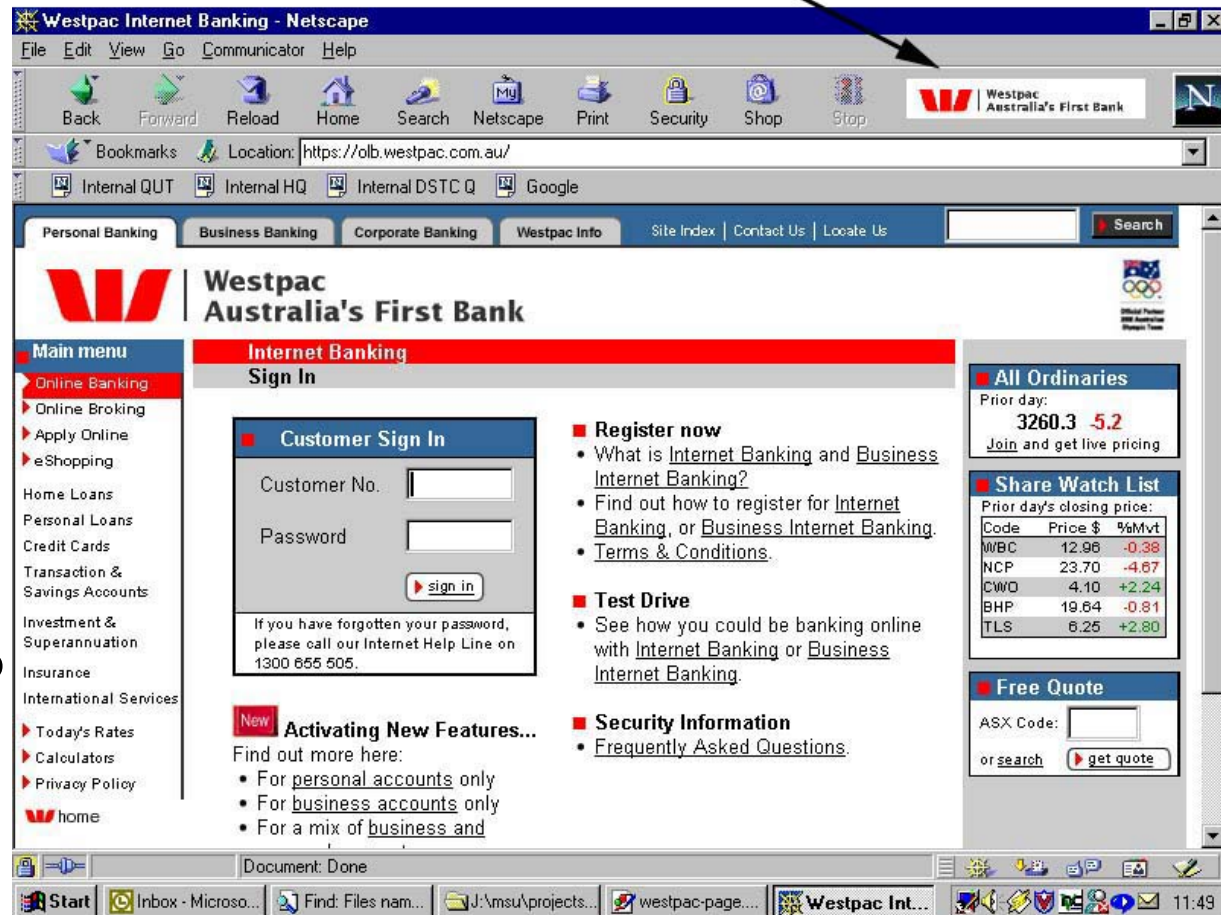 Westpac Internet Banking - Netscape
File Edit View Go Communicator Help
Back Forward Reload Home Search Netscape Print Security Shop Stop
My
Westpac
Australia's First Bank
N
Bookmarks Location: https://olb.westpac.com.au/
Internal QUT Internal HQ Internal DSTC Q Google
Personal Banking Business Banking Corporate Banking Westpac Info Site Index | Contact Us | Locate Us Search
Westpac
Australia's First Bank
Official Partner
2000 Australian
Olympic Team
Main menu
Online Banking
Online Broking
Apply Online
eShopping
Home Loans
Personal Loans
Credit Cards
Transaction &
Savings Accounts
Investment &
Superannuation
Insurance
International Services
Today's Rates
Calculators
Privacy Policy
home
Internet Banking
Sign In
Customer Sign In
Customer No.
Password
sign in
If you have forgotten your password,
please call our Internet Help Line on
1300 655 505.
New Activating New Features...
Find out more here:
• For personal accounts only
• For business accounts only
• For a mix of business and
Register now
• What is Internet Banking and Business
Internet Banking?
• Find out how to register for Internet
Banking, or Business Internet Banking.
• Terms & Conditions.
Test Drive
• See how you could be banking online
with Internet Banking or Business
Internet Banking.
Security Information
• Frequently Asked Questions.
All Ordinaries
Prior day:
3260.3 -5.2
Join and get live pricing
Share Watch List
Prior day's closing price:
Code Price $ %Mvt
WBC 12.96 -0.38
NCP 23.70 -4.67
CWO 4.10 +2.24
BHP 19.64 -0.81
TLS 6.25 +2.80
Free Quote
ASX Code:
or search get quote
Document: Done
Start Inbox - Microso... Find: Files nam... J:\msu\projects... westpac-page.... Westpac Int... 11:49